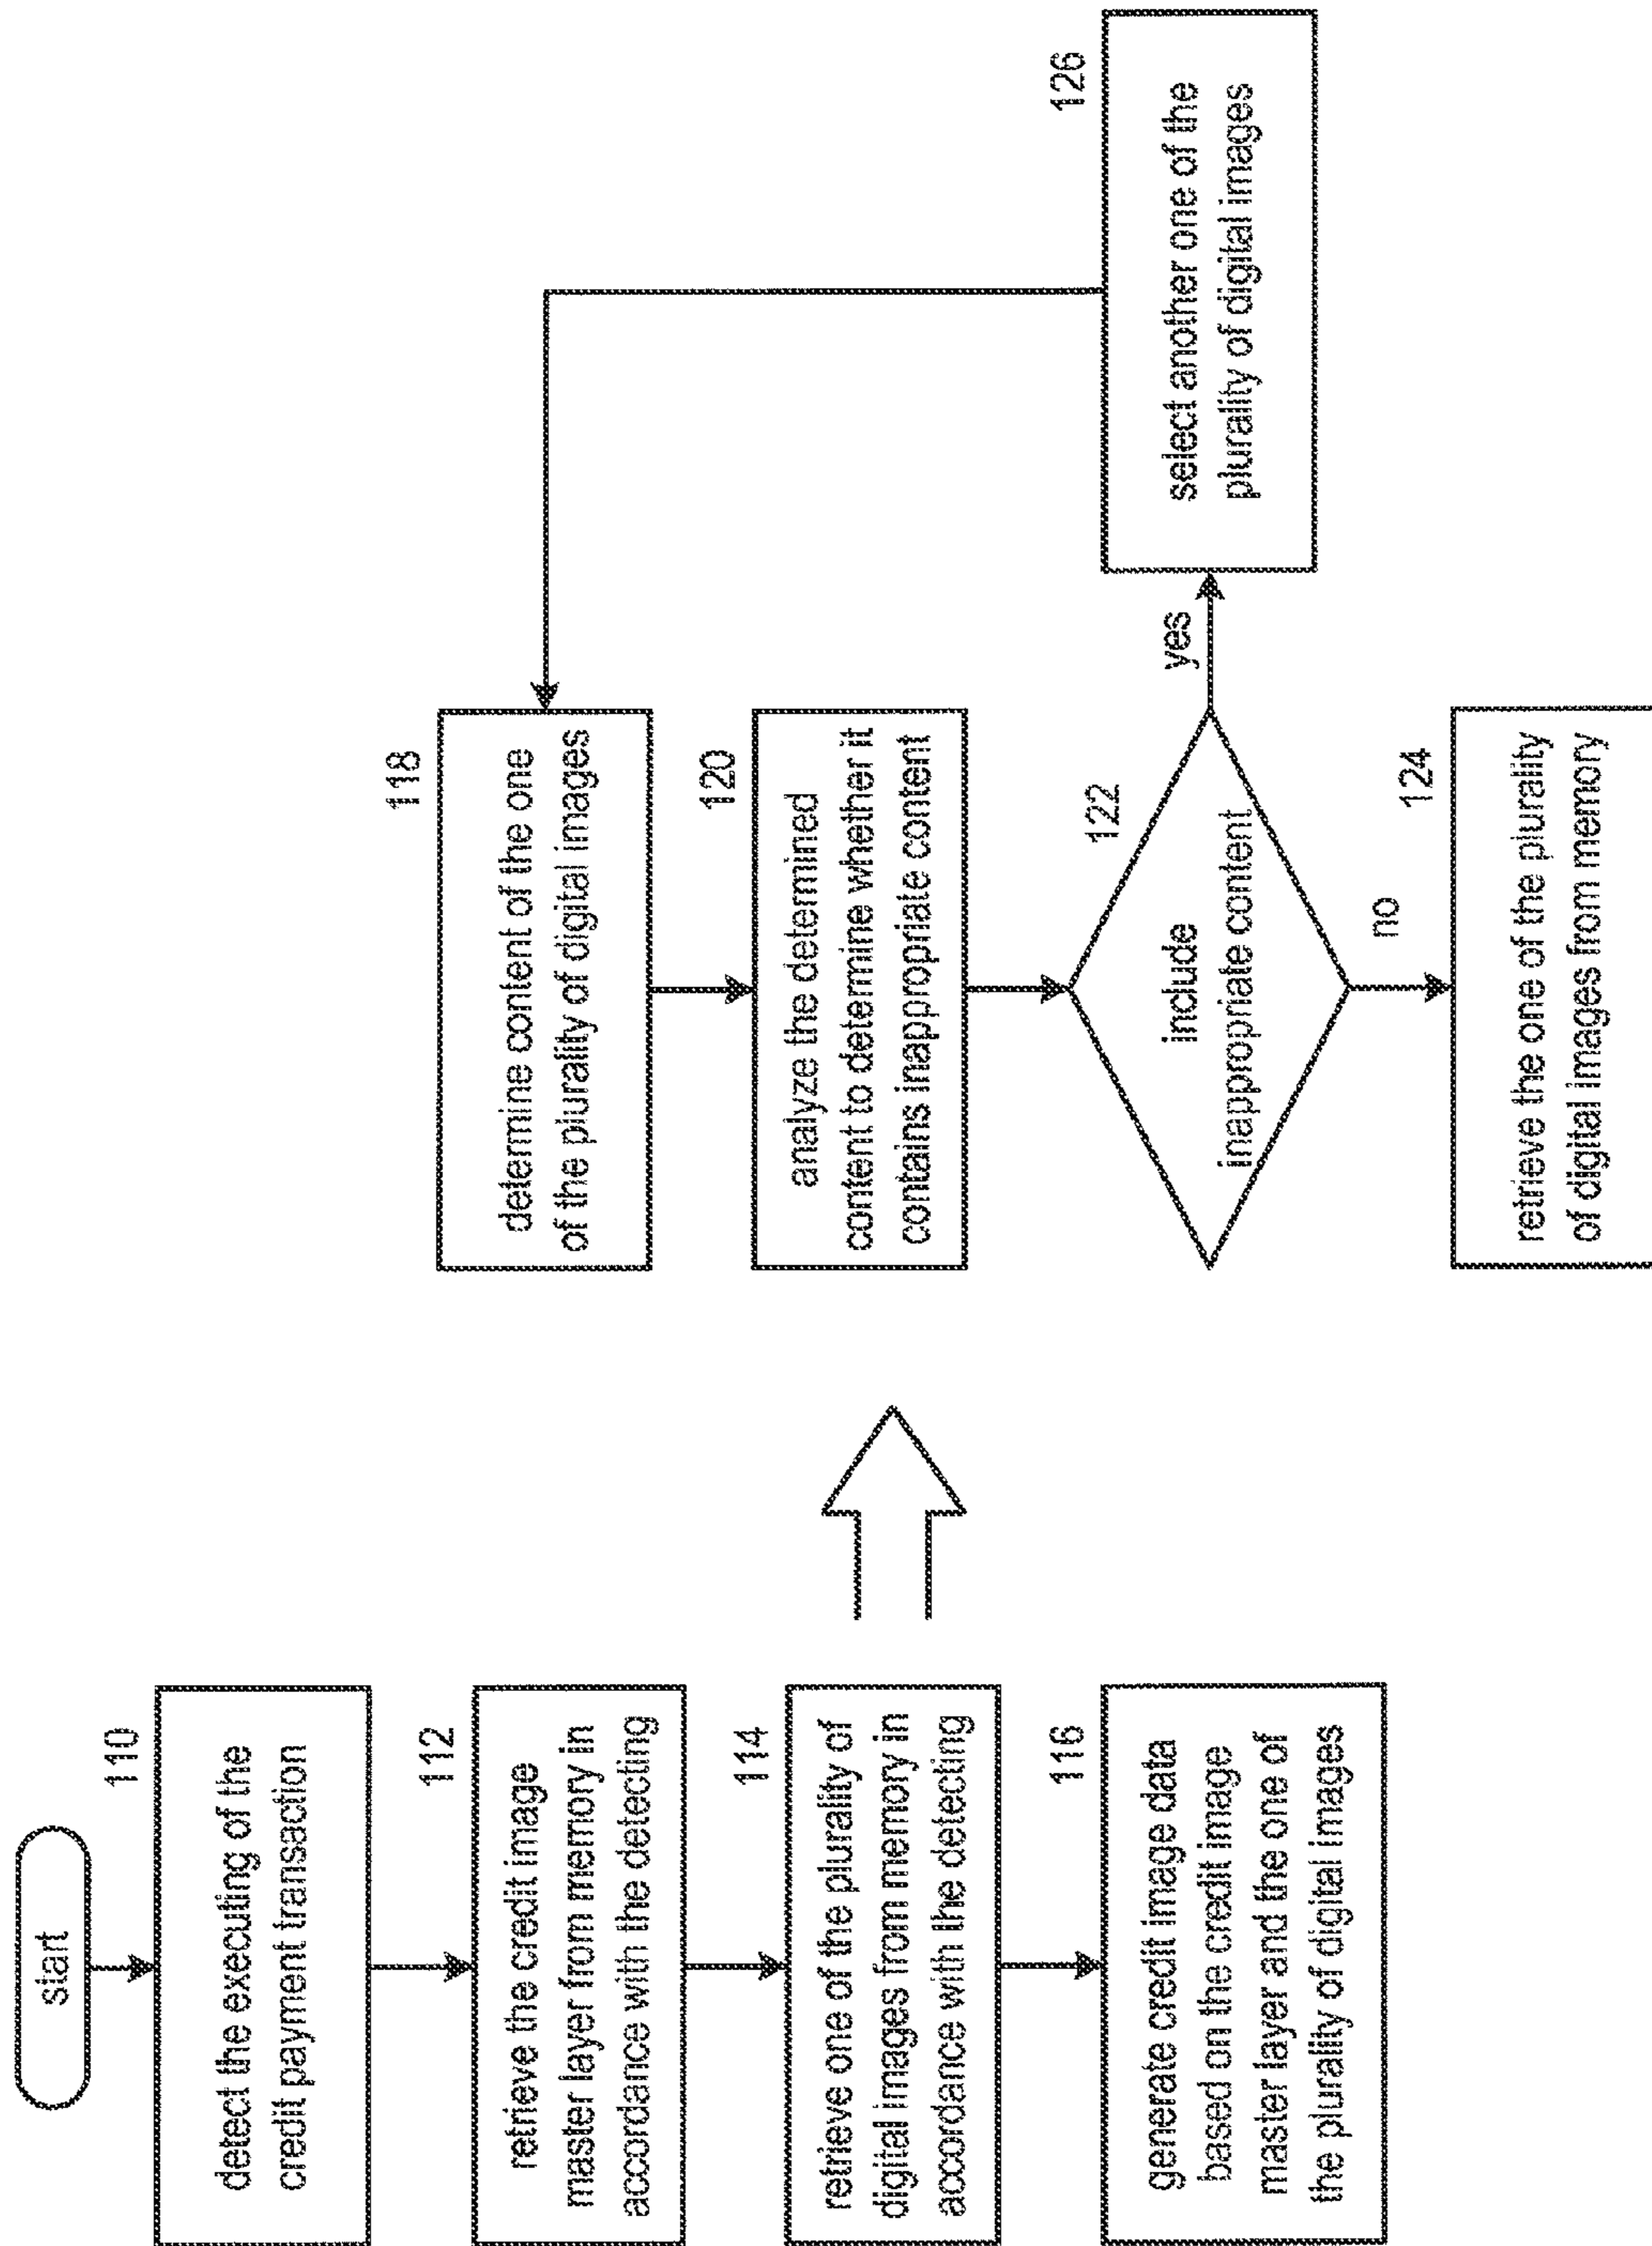 start
110
detect the executing of the
credit payment transaction
112
retrieve the credit image
master layer from memory in
accordance with the detecting
114
retrieve one of the plurality of
digital images from memory in
accordance with the detecting
116
generate credit image data
based on the credit image
master layer and the one of
the plurality of digital images
118
determine content of the one
of the plurality of digital images
120
analyze the determined
content to determine whether it
contains inappropriate content
122
include
inappropriate content
yes
no
124
retrieve the one of the plurality
of digital images from memory
126
select another one of the
plurality of digital images